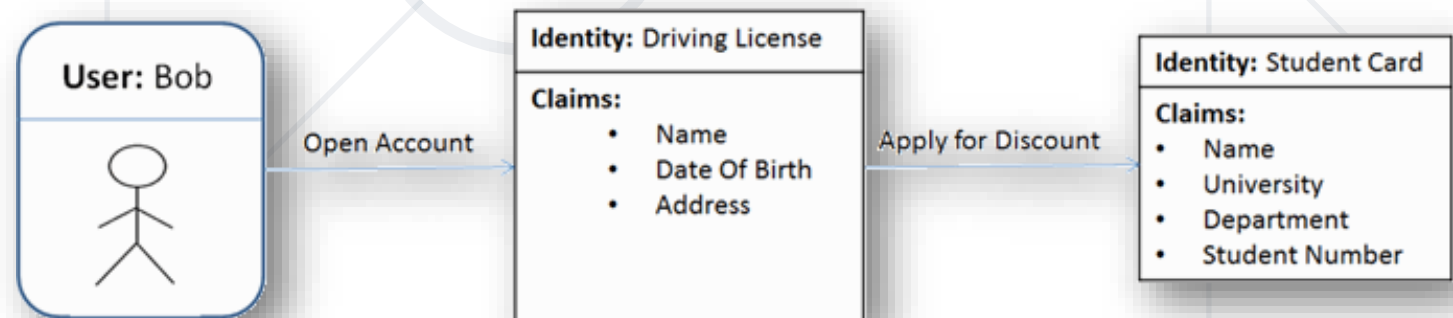 User: Bob
Open Account
Identity: Driving License
Claims:
• Name
• Date Of Birth
• Address
Apply for Discount
Identity: Student Card
Claims:
• Name
• University
• Department
• Student Number